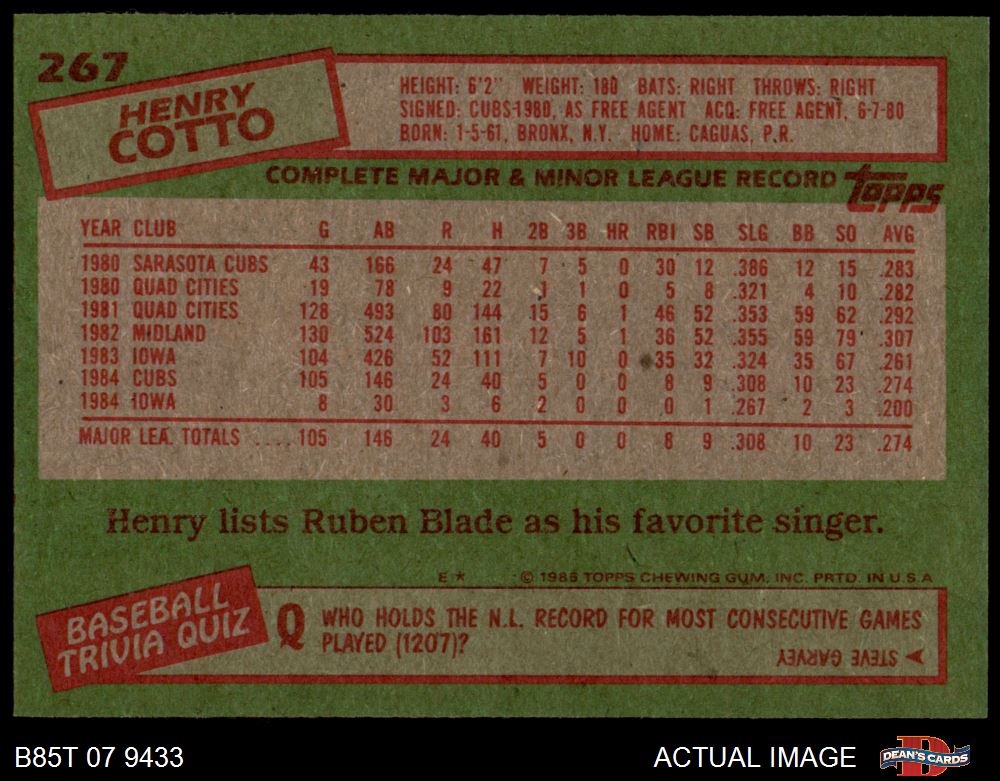 267
HENRY
COTTO
HEIGHT: 6'2" WEIGHT: 180 BATS: RIGHT THROWS: RIGHT
SIGNED: CUBS-1980, AS FREE AGENT ACQ: FREE AGENT, 6-7-80
BORN: 1-5-61, BRONX, N.Y. HOME: CAGUAS, P.R.
COMPLETE MAJOR & MINOR LEAGUE RECORD topps
YEAR CLUB G AB R H 2B 3B HR RBI SB SLG BB SO AVG
1980 SARASOTA CUBS 43 166 24 47 7 5 0 30 12 .386 12 15 .283
1980 QUAD CITIES 19 78 9 22 1 1 0 5 8 .321 4 10 .282
1981 QUAD CITIES 128 493 80 144 15 6 1 46 52 .353 59 62 .292
1982 MIDLAND 130 524 103 161 12 5 1 36 52 .355 59 79 .307
1983 IOWA 104 426 52 111 7 10 0 35 32 .324 35 67 .261
1984 CUBS 105 146 24 40 5 0 0 8 9 .308 10 23 .274
1984 IOWA 8 30 3 6 2 0 0 0 1 .267 2 3 .200
MAJOR LEA. TOTALS .... 105 146 24 40 5 0 0 8 9 .308 10 23 .274
Henry lists Ruben Blade as his favorite singer.
E* © 1985 TOPPS CHEWING GUM, INC. PRTD. IN U.S.A
BASEBALL
TRIVIA QUIZ
Q WHO HOLDS THE N.L. RECORD FOR MOST CONSECUTIVE GAMES
PLAYED (1207)?
STEVE GARVEY
B85T 07 9433 ACTUAL IMAGE DEAN'S CARDS